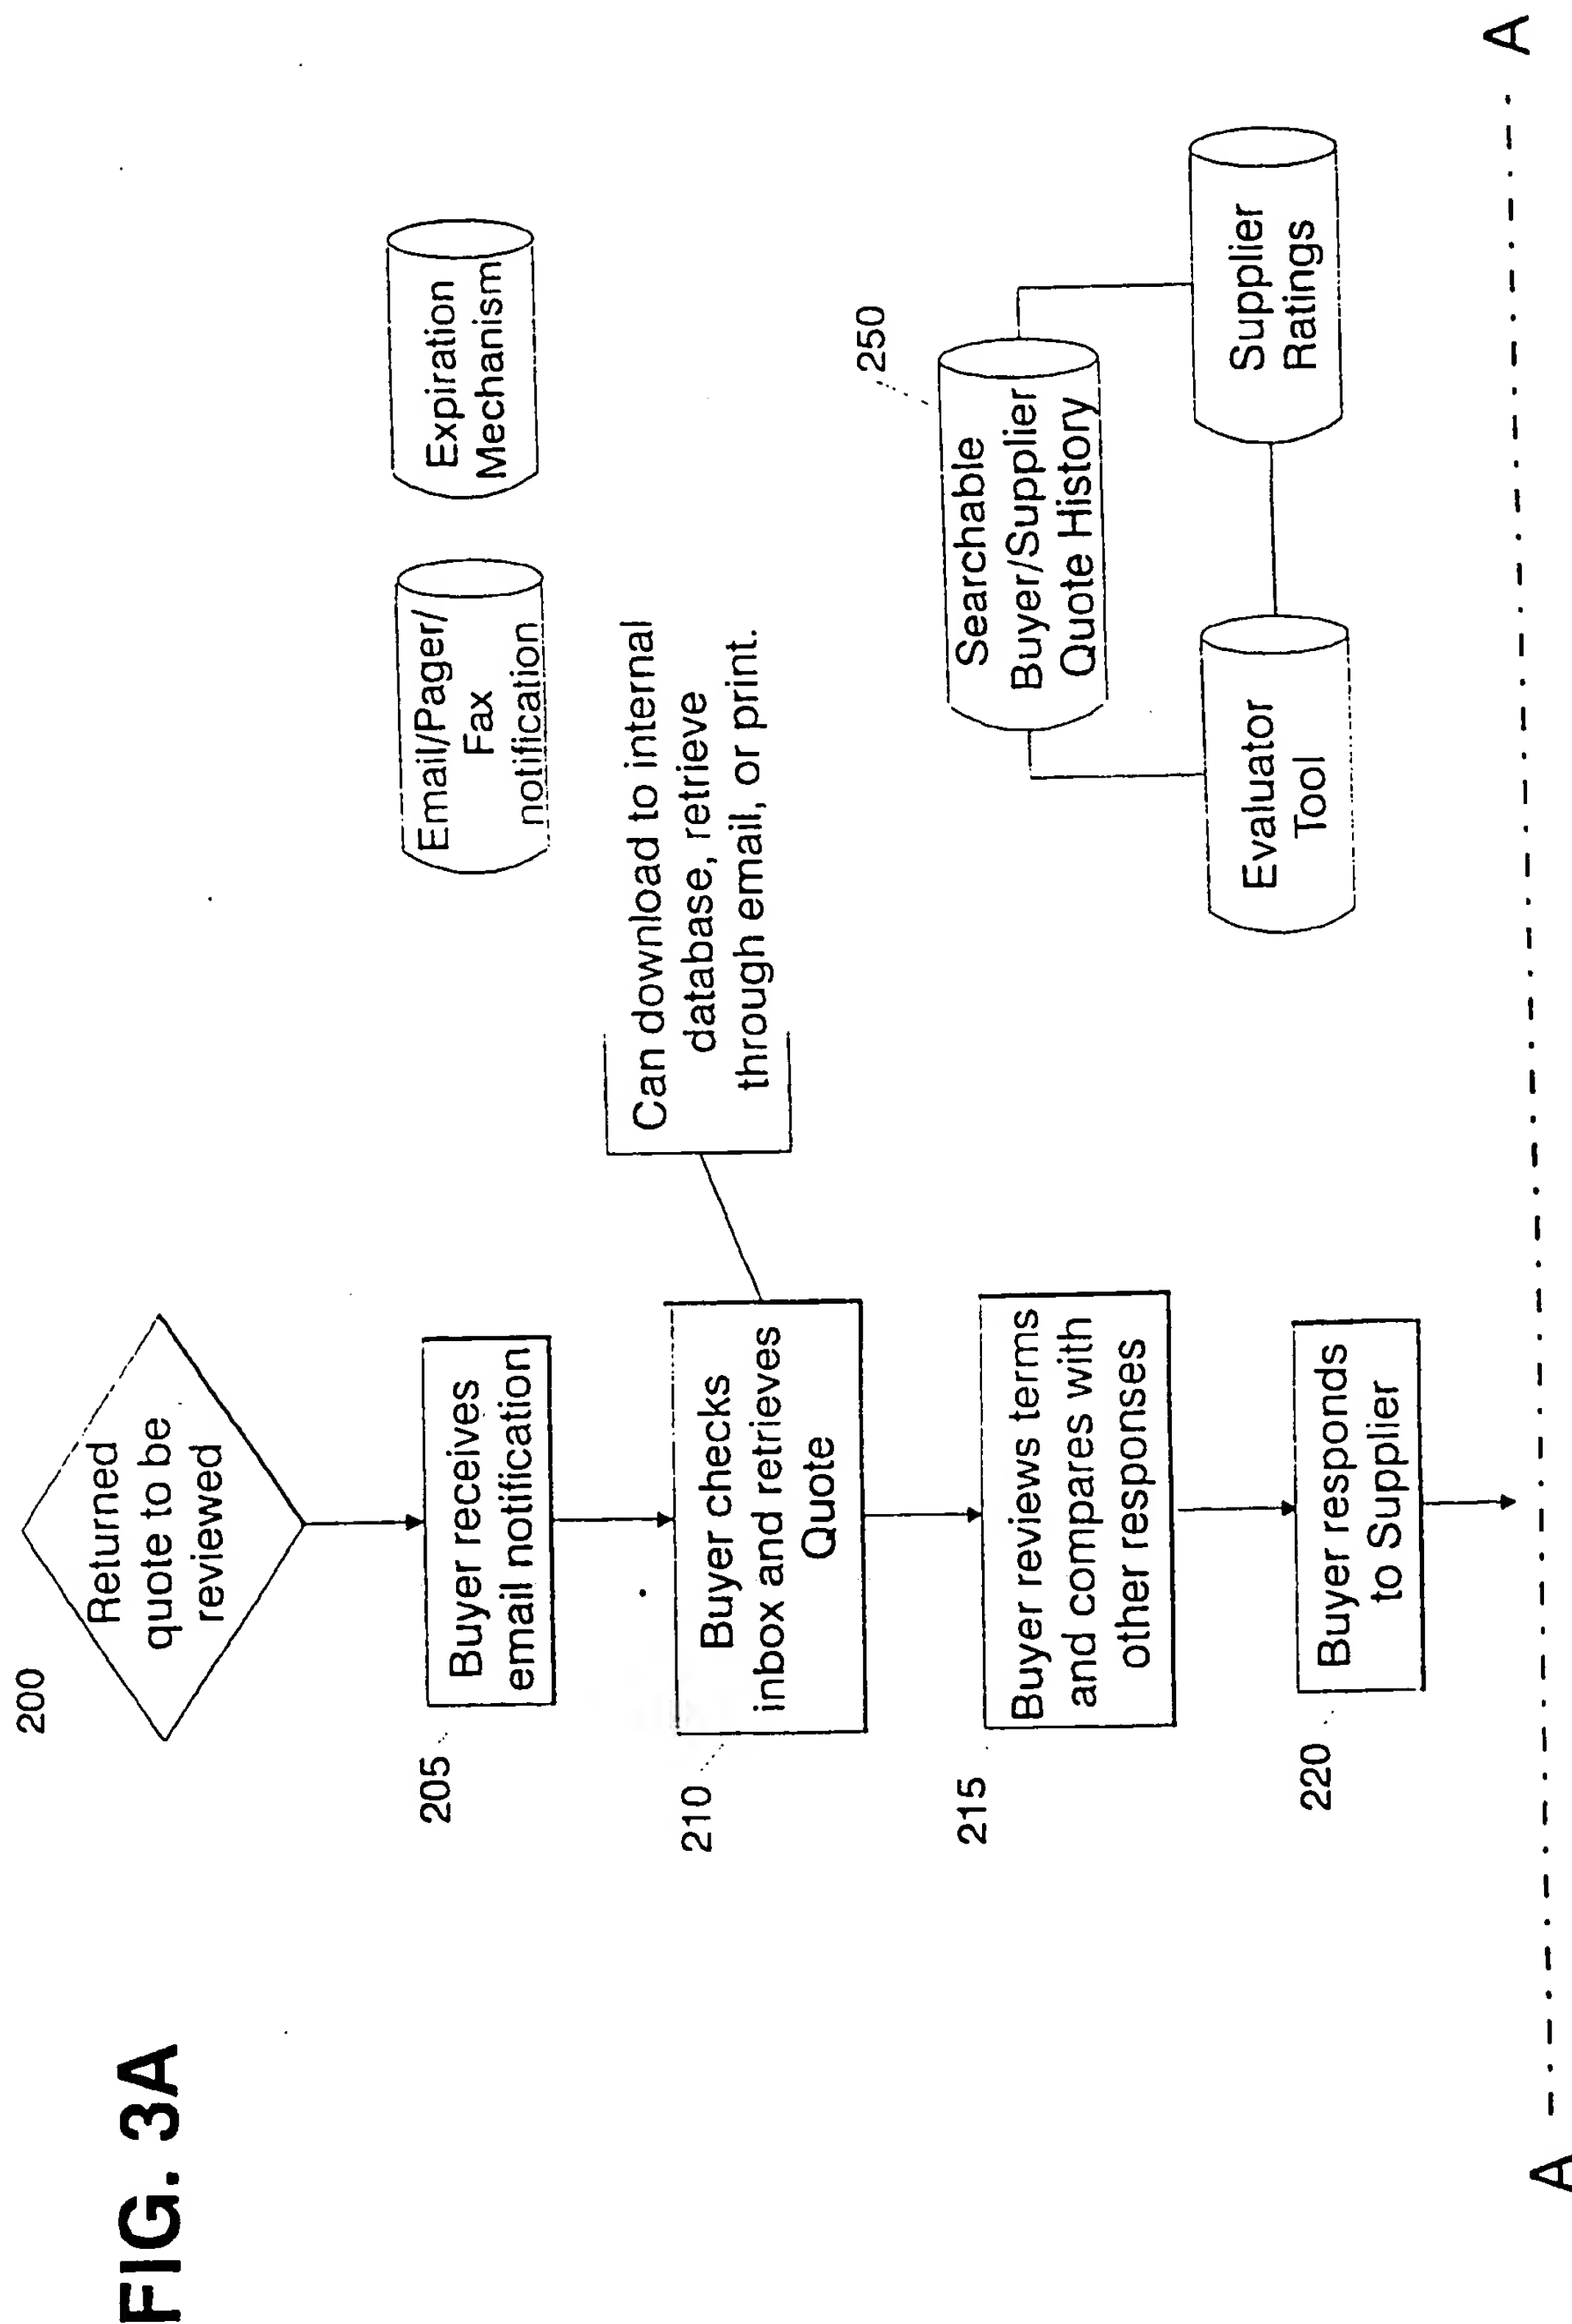 FIG. 3A
200
Returned
quote to be
reviewed
205
Buyer receives
email notification
Email/Pager/
Fax
notification
Expiration
Mechanism
210
Buyer checks
inbox and retrieves
Quote
Can download to internal
database, retrieve
through email, or print.
215
Buyer reviews terms
and compares with
other responses
250
Searchable
Buyer/Supplier
Quote History
220
Buyer responds
to Supplier
Evaluator
Tool
Supplier
Ratings
A
A